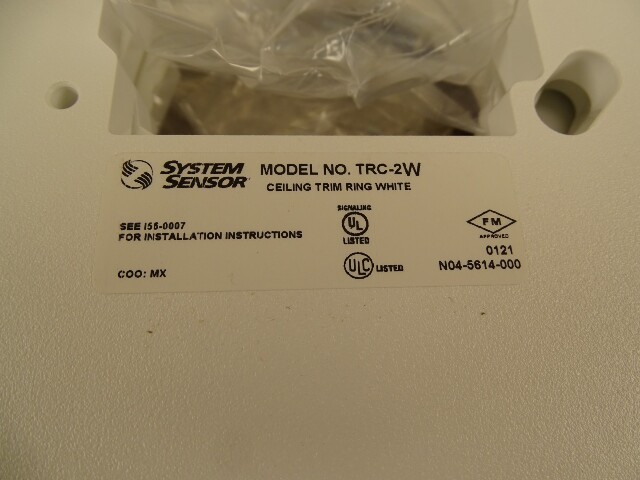 SYSTEM SENSOR
MODEL NO. TRC-2W
CEILING TRIM RING WHITE
SEE I55-0007
FOR INSTALLATION INSTRUCTIONS
COO: MX
SIGNALING
UL
LISTED
ULC LISTED
FM
APPROVED
0121
N04-5614-000